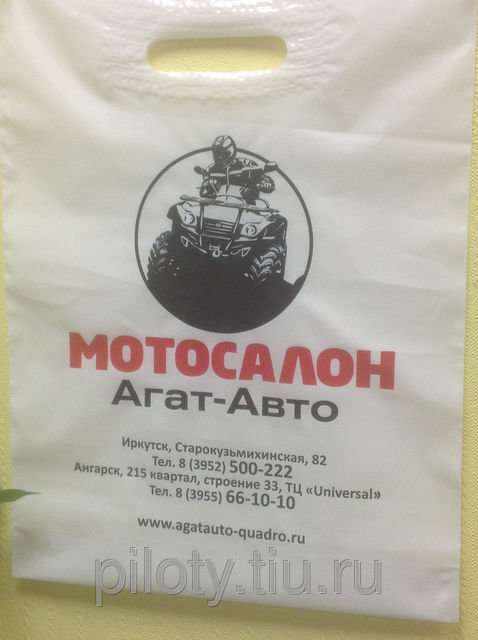 МОТОСАЛОН
Агат-Авто
Иркутск, Старокузьмихинская, 82
Тел. 8 (3952) 500-222
Ангарск, 215 квартал, строение 33, ТЦ «Universal»
Тел. 8 (3955) 66-10-10
www.agatauto-quadro.ru
piloty.tiu.ru